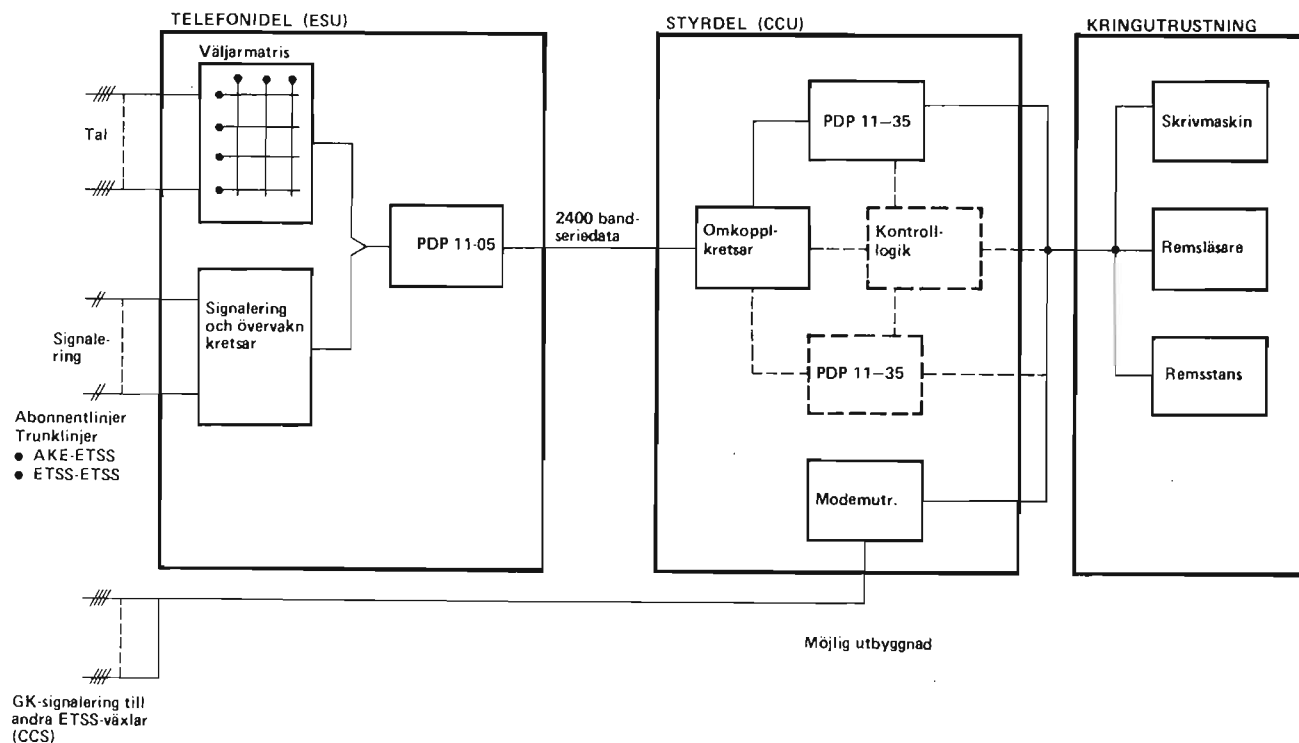 TELEFONIDEL (ESU)
STYRDEL (CCU)
KRINGUTRUSTNING
Väljarmatris
Tal
PDP 11–35
Skrivmaskin
PDP 11-05
2400 band-
seriedata
Omkoppl-
kretsar
Kontroll-
logik
Remsläsare
Signalering
och övervakn
kretsar
Signale-
ring
PDP 11–35
Remsstans
Abonnentlinjer
Trunklinjer
● AKE-ETSS
● ETSS-ETSS
Modemutr.
Möjlig utbyggnad
GK-signalering till
andra ETSS-växlar
(CCS)